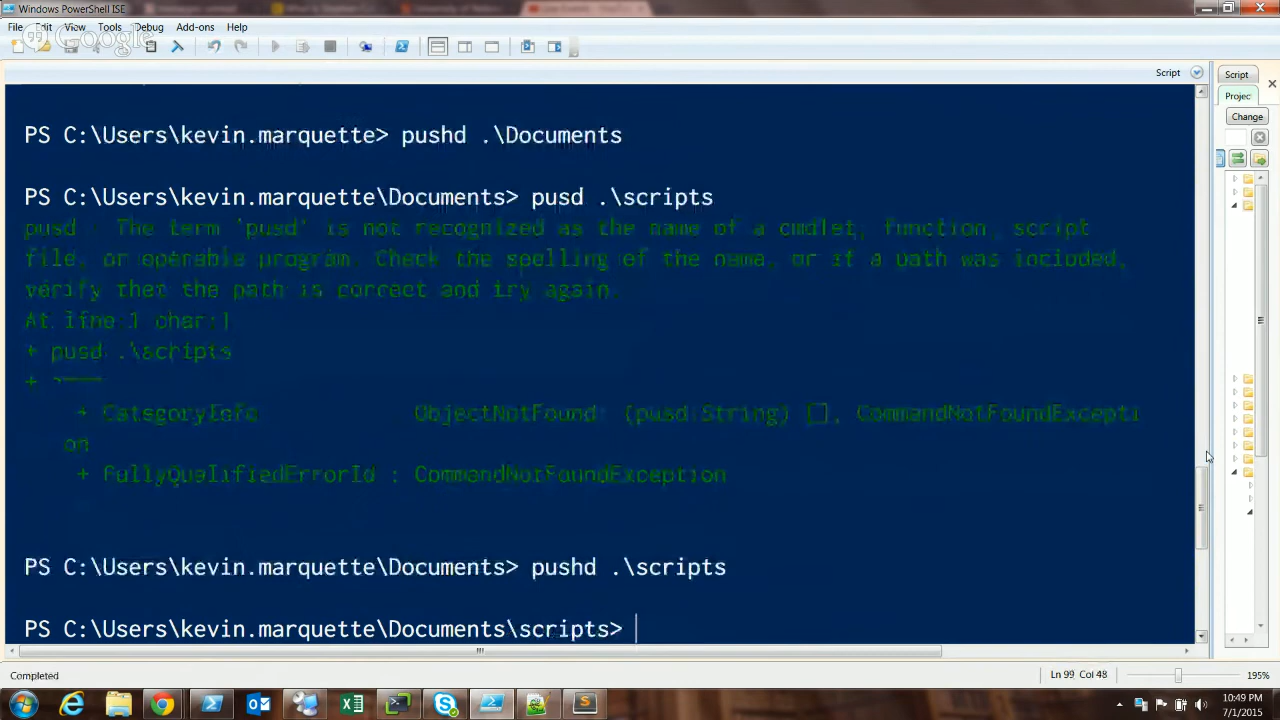 Windows PowerShell ISE
File Edit View Tools Debug Add-ons Help
Google
Script
PS C:\Users\kevin.marquette> pushd .\Documents
PS C:\Users\kevin.marquette\Documents> pusd .\scripts
pusd : The term 'pusd' is not recognized as the name of a cmdlet, function, script
file, or operable program. Check the spelling of the name, or if a path was included,
verify that the path is correct and try again.
At line:1 char:1
+ pusd .\scripts
+ ~~~~
+ CategoryInfo : ObjectNotFound: (pusd:String) [], CommandNotFoundExcepti
on
+ FullyQualifiedErrorId : CommandNotFoundException
PS C:\Users\kevin.marquette\Documents> pushd .\scripts
PS C:\Users\kevin.marquette\Documents\scripts>
Script
Projec
Change
Completed
Ln 99 Col 48
195%
10:49 PM
7/1/2015